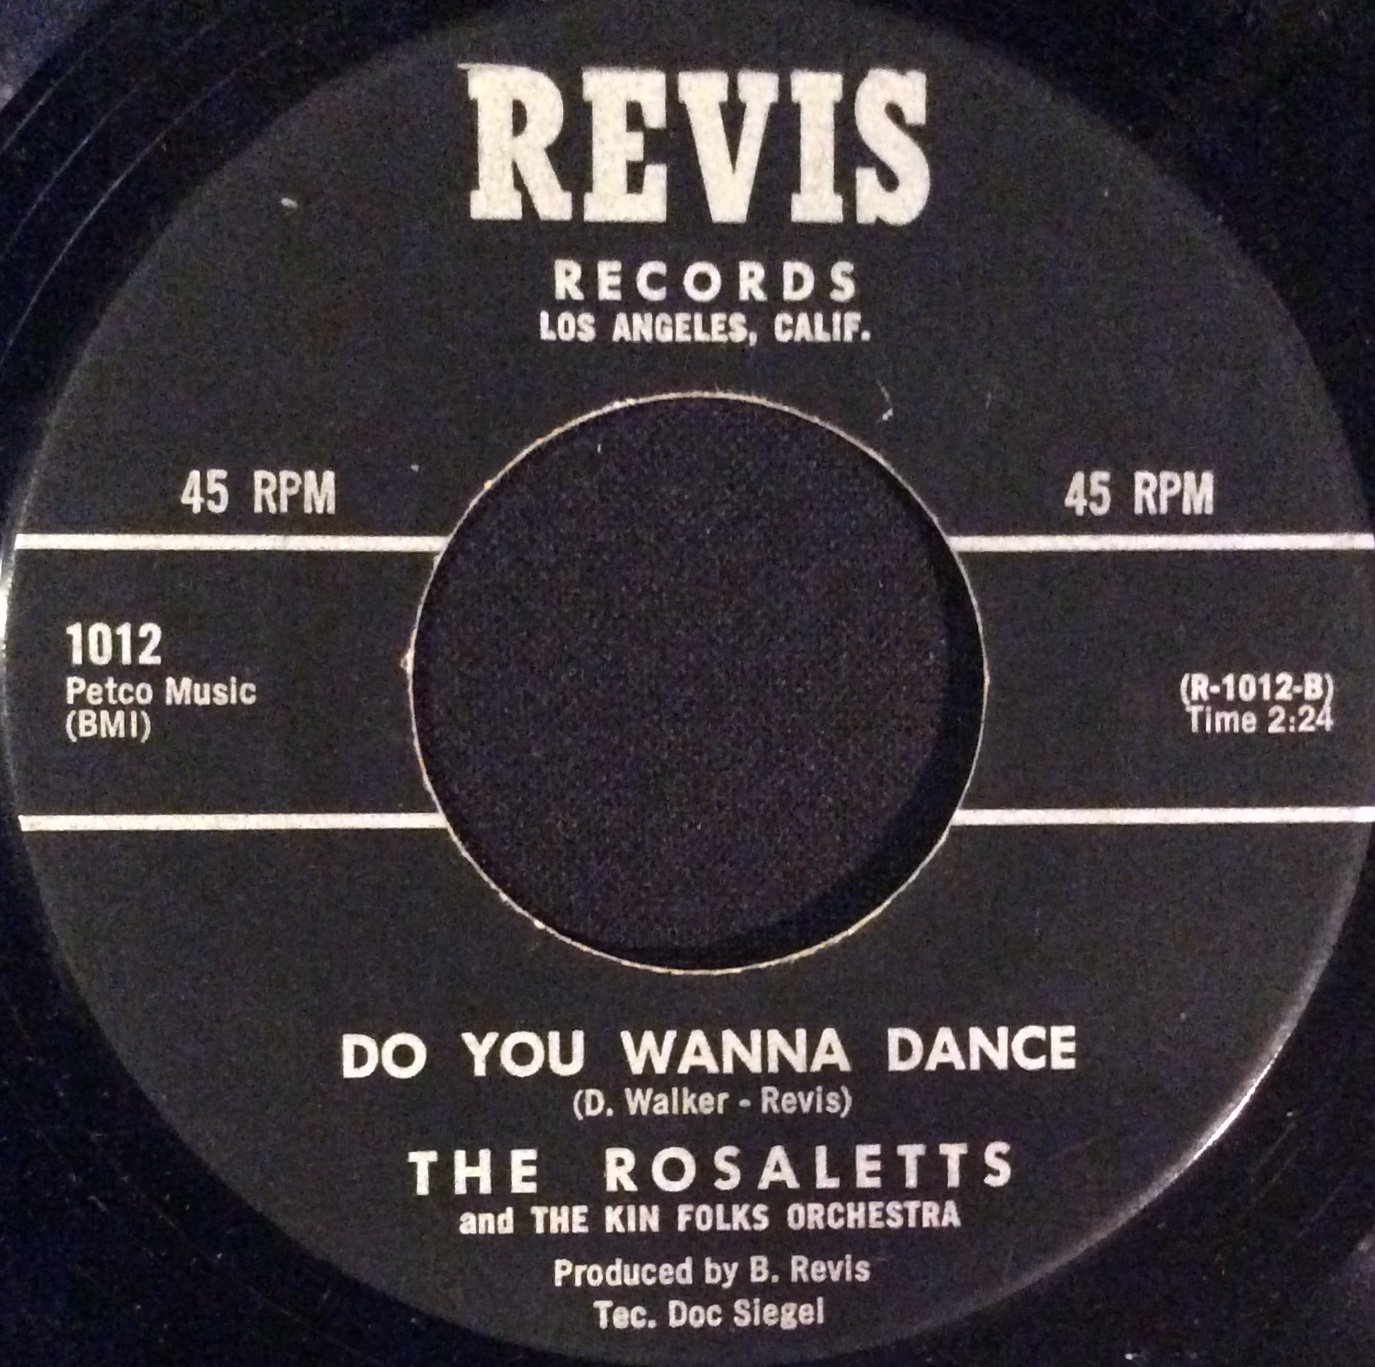 REVIS
RECORDS
LOS ANGELES, CALIF.
45 RPM
45 RPM
1012
Petco Music
(BMI)
(R-1012-B)
Time 2:24
DO YOU WANNA DANCE
(D. Walker - Revis)
THE ROSALETTS
and THE KIN FOLKS ORCHESTRA
Produced by B. Revis
Tec. Doc Siegel